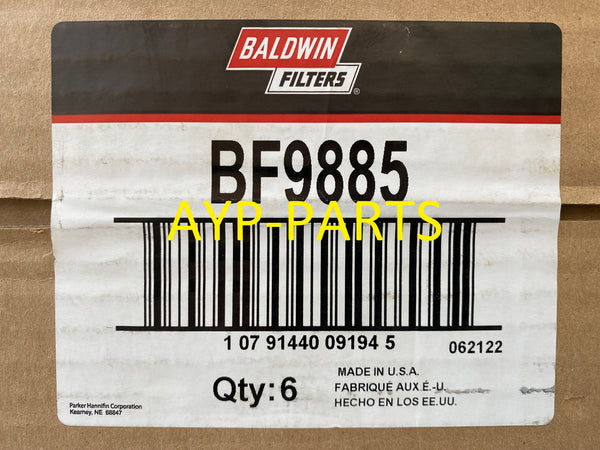 BALDWIN
FILTERS®
BF9885
AYP-PARTS
1 07 91440 09194 5
062122
Qty: 6
MADE IN U.S.A.
FABRIQUÉ AUX É.-U.
HECHO EN LOS EE.UU.
Parker Hannifin Corporation
Kearney, NE 68847